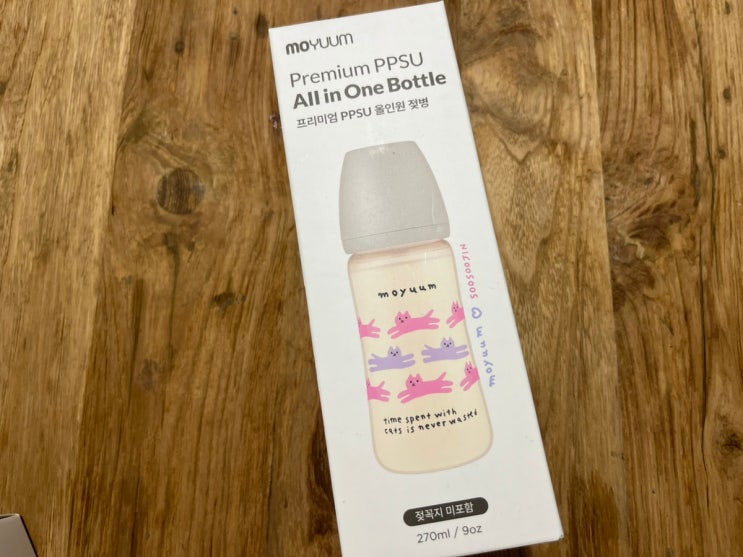 moYUUM
Premium PPSU
All in One Bottle
프리미엄 PPSU 올인원 젖병
moyuum
time spent with
cats is never wasted
moyuum ♡ SOOSOOJIN
젖꼭지 미포함
270ml / 9oz